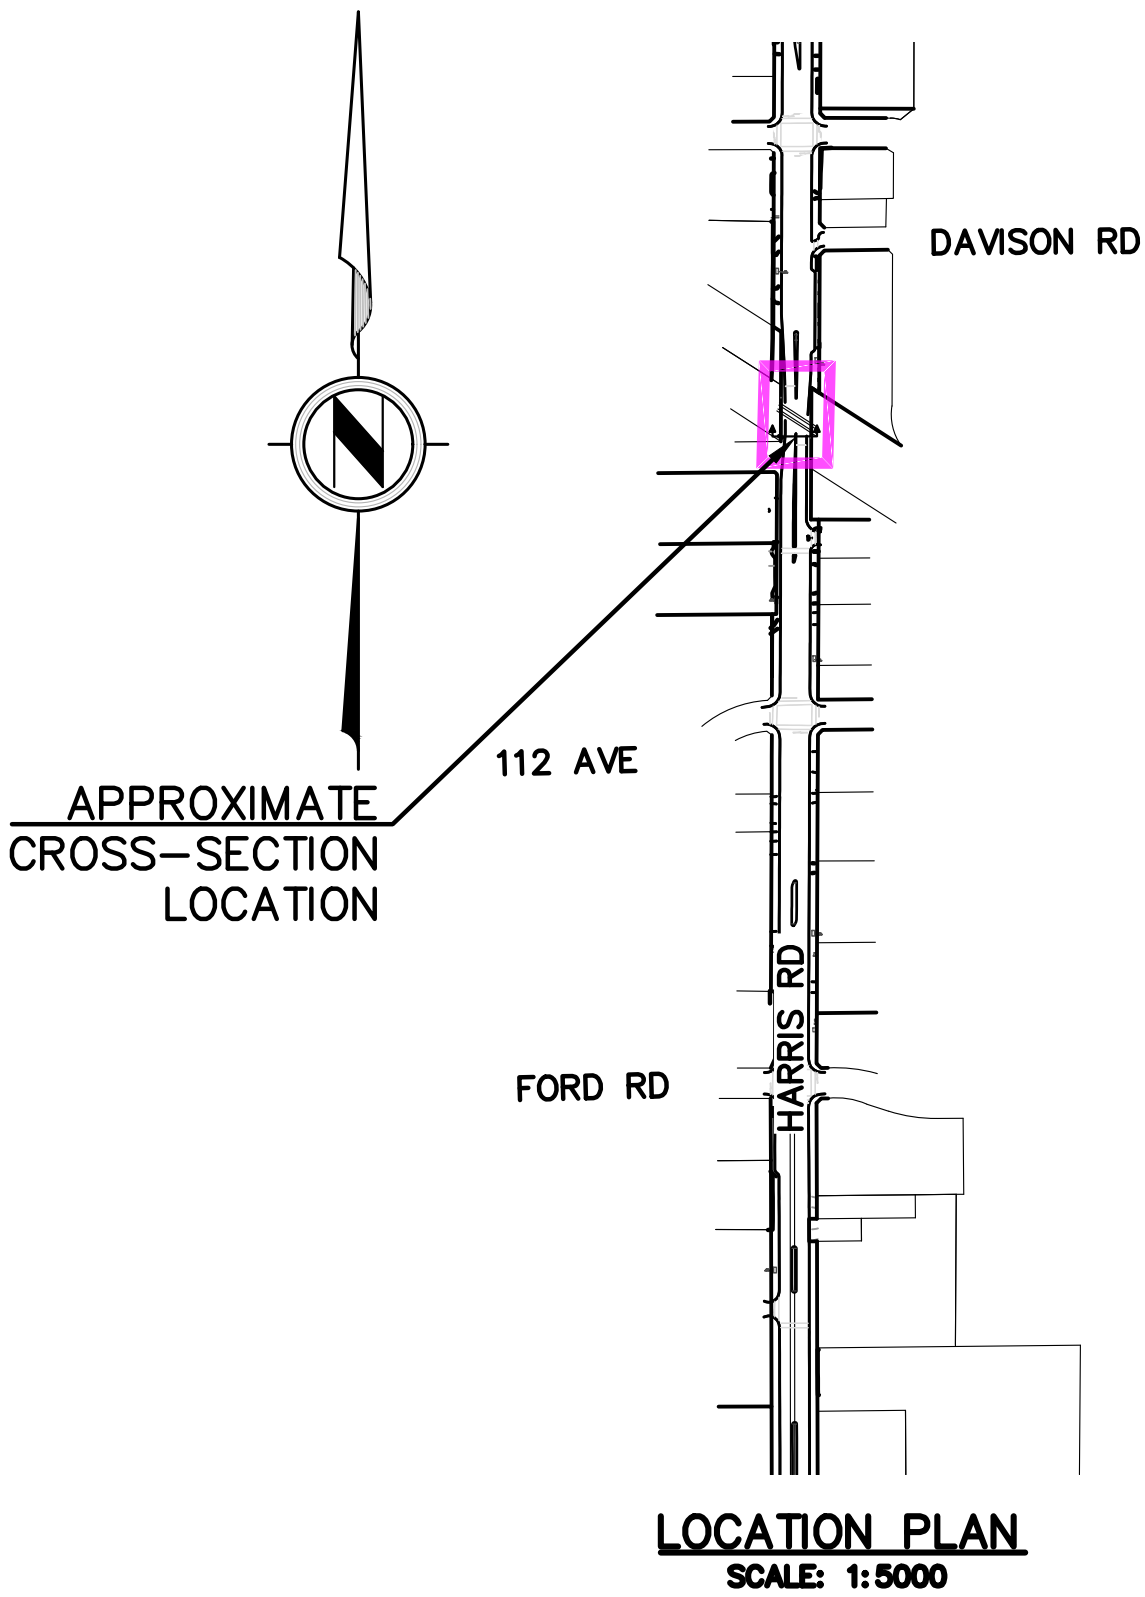 DAVISON RD
N
112 AVE
APPROXIMATE
CROSS-SECTION
LOCATION
HARRIS RD
FORD RD
LOCATION PLAN
SCALE: 1:5000